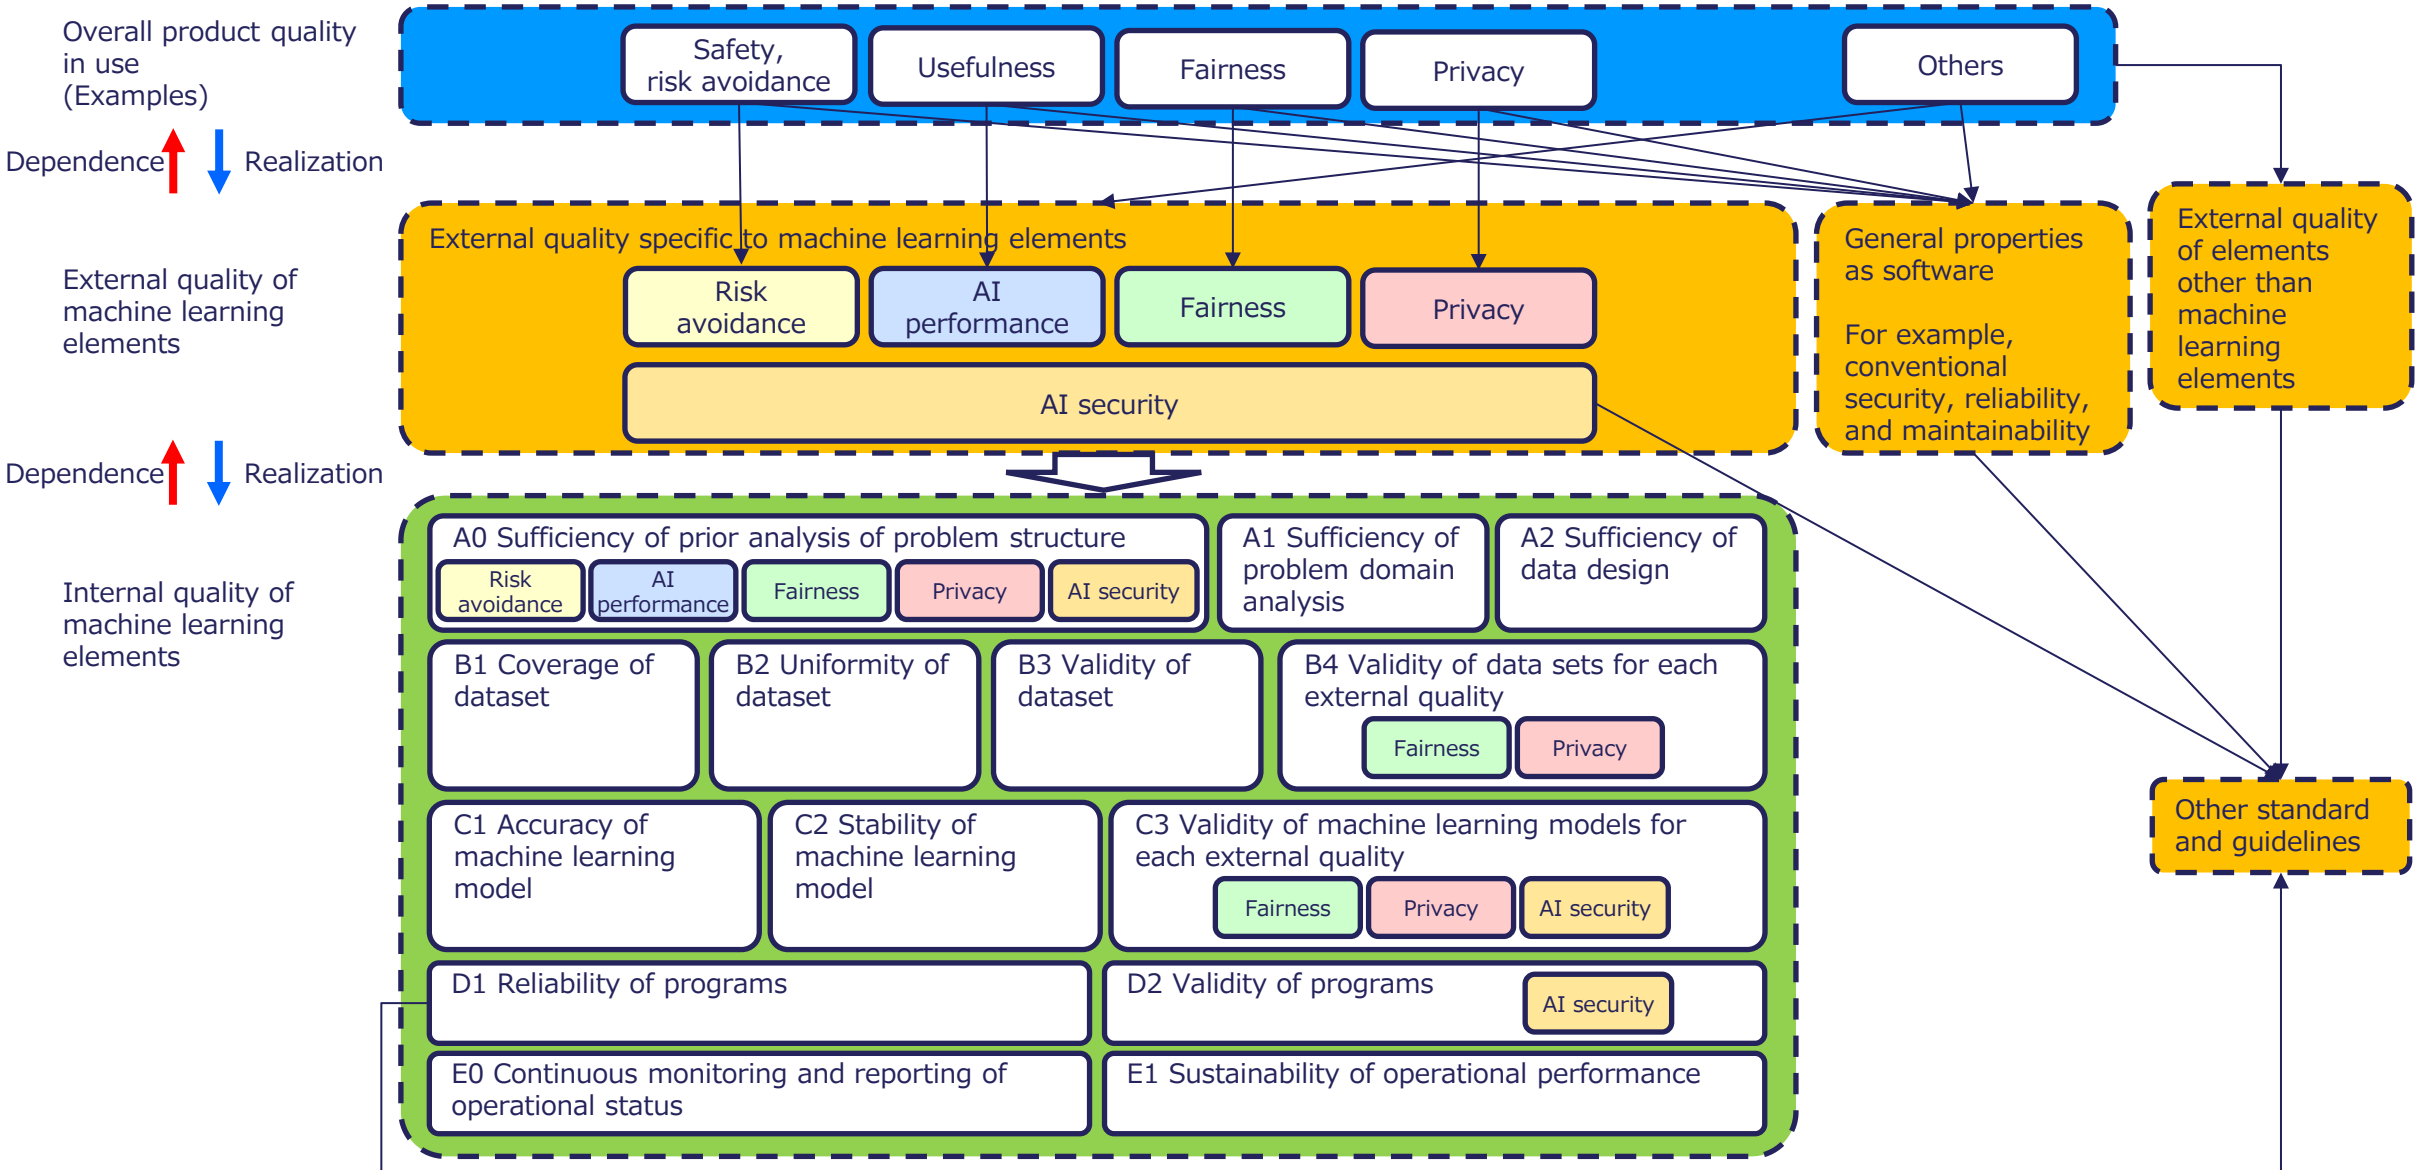 Overall product quality
in use
(Examples)
Safety,
risk avoidance
Usefulness
Fairness
Privacy
Others
Dependence
Realization
External quality of
machine learning
elements
External quality specific to machine learning elements
Risk
avoidance
AI
performance
Fairness
Privacy
AI security
General properties
as software
For example,
conventional
security, reliability,
and maintainability
External quality
of elements
other than
machine
learning
elements
Dependence
Realization
Internal quality of
machine learning
elements
A0 Sufficiency of prior analysis of problem structure
Risk
avoidance
AI
performance
Fairness
Privacy
AI security
A1 Sufficiency of
problem domain
analysis
A2 Sufficiency of
data design
B1 Coverage of
dataset
B2 Uniformity of
dataset
B3 Validity of
dataset
B4 Validity of data sets for each
external quality
Fairness
Privacy
C1 Accuracy of
machine learning
model
C2 Stability of
machine learning
model
C3 Validity of machine learning models for
each external quality
Fairness
Privacy
AI security
Other standard
and guidelines
D1 Reliability of programs
D2 Validity of programs
AI security
E0 Continuous monitoring and reporting of
operational status
E1 Sustainability of operational performance